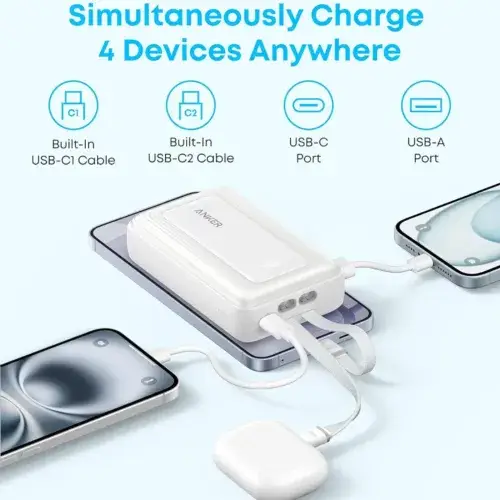 Simultaneously Charge
4 Devices Anywhere
C1
C2
Built-In
USB-C1 Cable
Built-In
USB-C2 Cable
USB-C
Port
USB-A
Port
ANKER